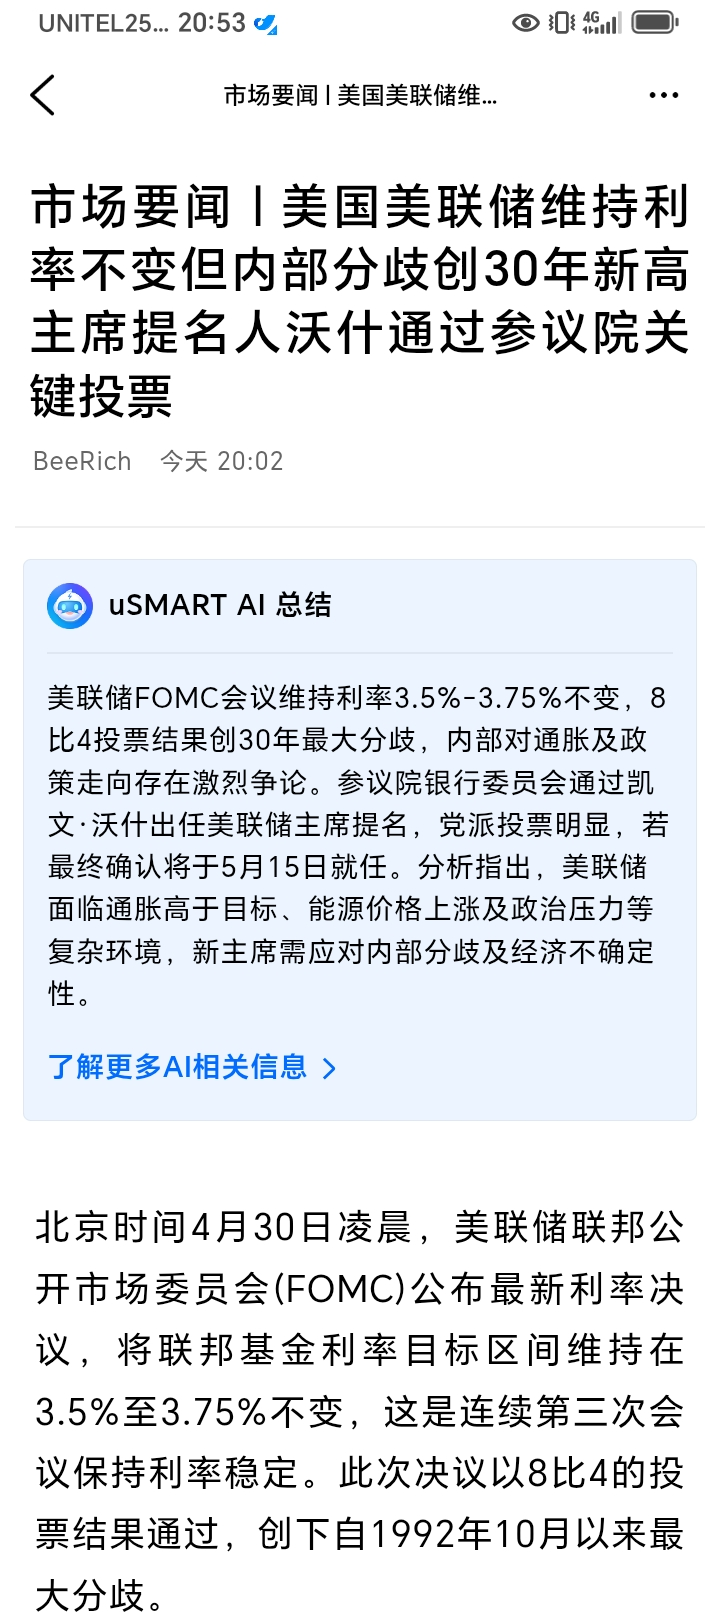 UNITEL25... 20:53 4G
市场要闻 | 美国美联储维...
市场要闻 | 美国美联储维持利
率不变但内部分歧创30年新高
主席提名人沃什通过参议院关
键投票
BeeRich 今天 20:02
uSMART AI 总结
美联储FOMC会议维持利率3.5%-3.75%不变，8
比4投票结果创30年最大分歧，内部对通胀及政
策走向存在激烈争论。参议院银行委员会通过凯
文·沃什出任美联储主席提名，党派投票明显，若
最终确认将于5月15日就任。分析指出，美联储
面临通胀高于目标、能源价格上涨及政治压力等
复杂环境，新主席需应对内部分歧及经济不确定
性。
了解更多AI相关信息 >
北京时间4月30日凌晨，美联储联邦公
开市场委员会(FOMC)公布最新利率决
议，将联邦基金利率目标区间维持在
3.5%至3.75%不变，这是连续第三次会
议保持利率稳定。此次决议以8比4的投
票结果通过，创下自1992年10月以来最
大分歧。